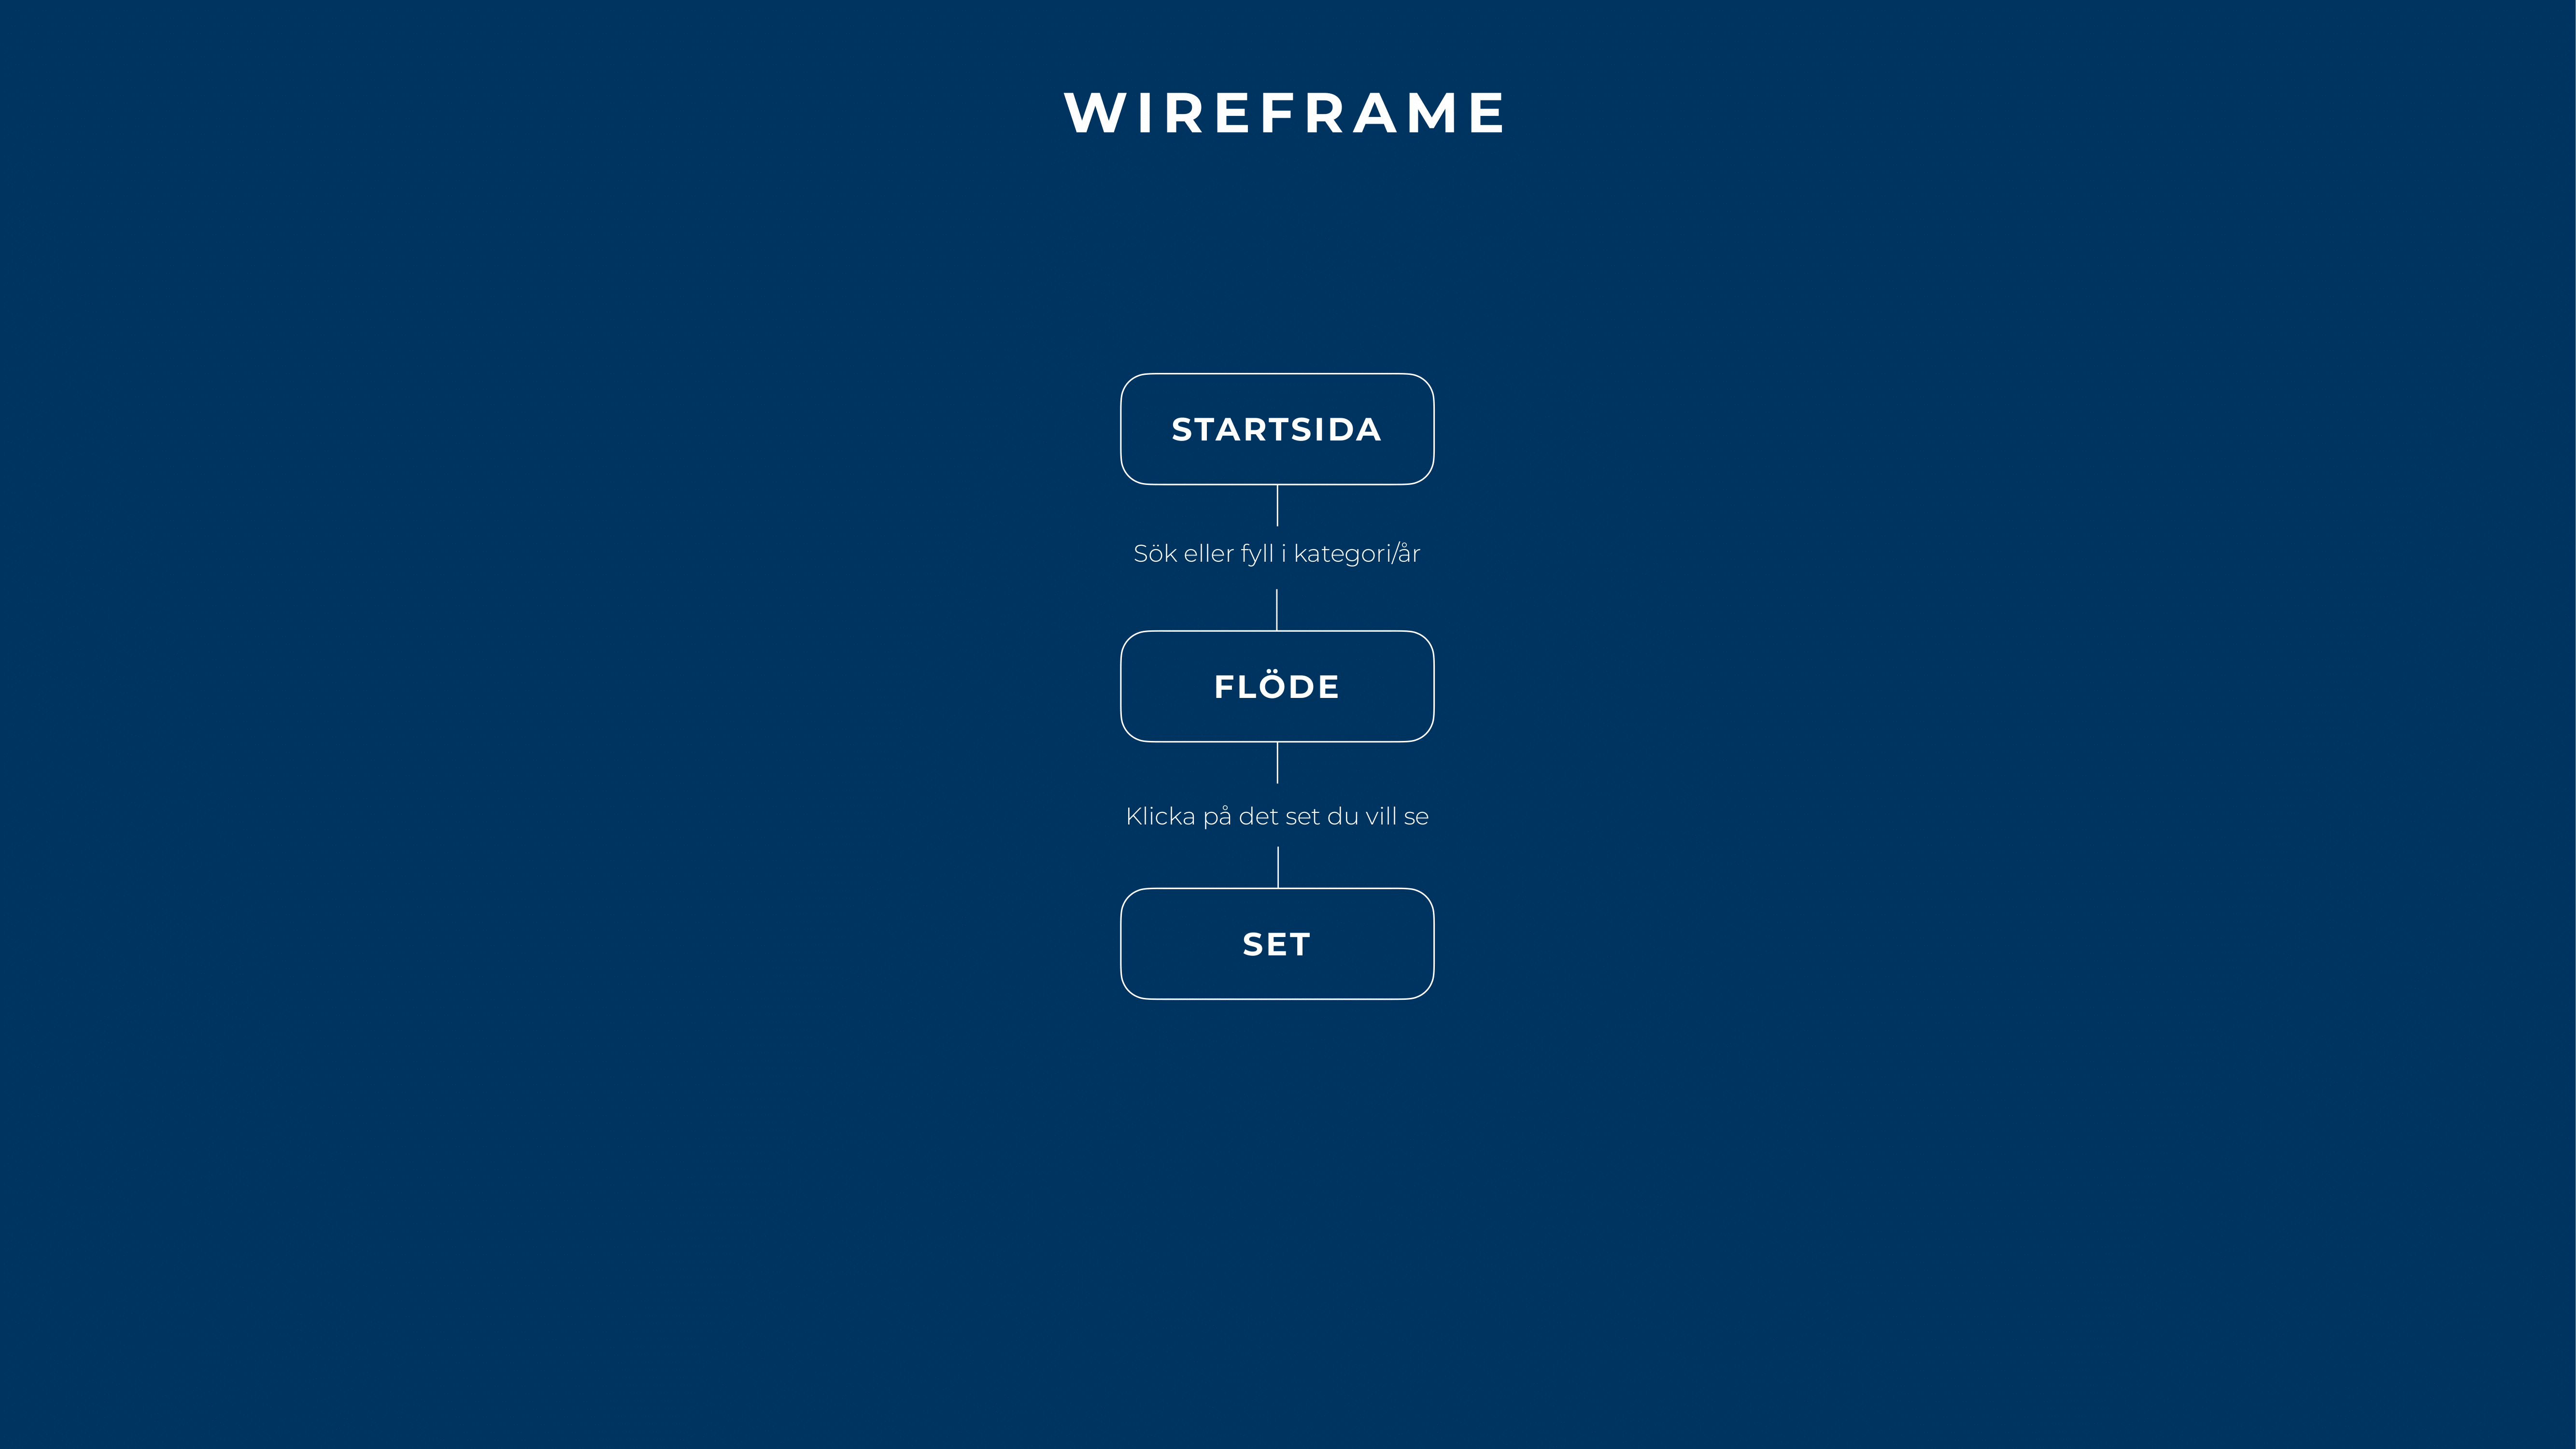 WIREFRAME
STARTSIDA
Sök eller fyll i kategori/år
FLÖDE
Klicka på det set du vill se
SET